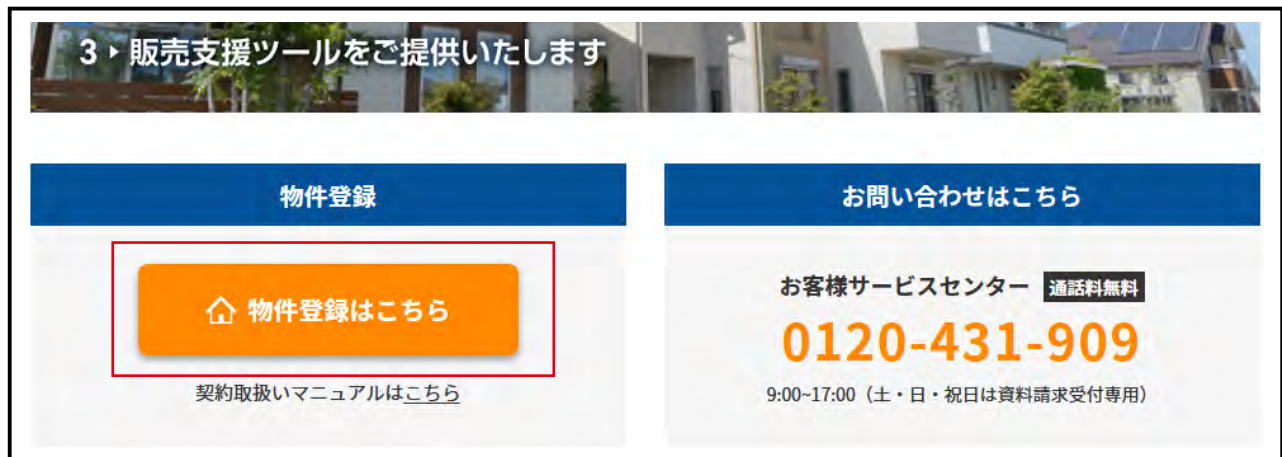 3 ▸ 販売支援ツールをご提供いたします
物件登録
物件登録はこちら
契約取扱いマニュアルはこちら
お問い合わせはこちら
お客様サービスセンター 通話料無料
0120-431-909
9:00~17:00（土・日・祝日は資料請求受付専用）